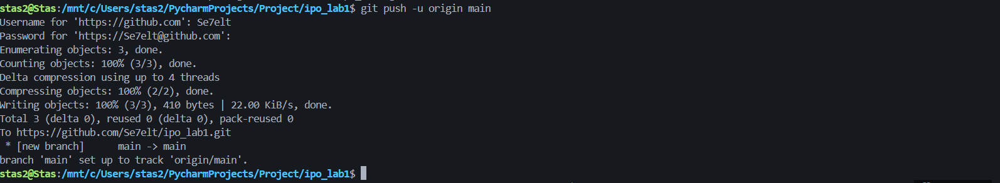 stas2@Stas:/mnt/c/Users/stas2/PycharmProjects/Project/ipo_lab1$ git push -u origin main
Username for 'https://github.com': Se7elt
Password for 'https://Se7elt@github.com':
Enumerating objects: 3, done.
Counting objects: 100% (3/3), done.
Delta compression using up to 4 threads
Compressing objects: 100% (2/2), done.
Writing objects: 100% (3/3), 410 bytes | 22.00 KiB/s, done.
Total 3 (delta 0), reused 0 (delta 0), pack-reused 0
To https://github.com/Se7elt/ipo_lab1.git
 * [new branch]      main -> main
branch 'main' set up to track 'origin/main'.
stas2@Stas:/mnt/c/Users/stas2/PycharmProjects/Project/ipo_lab1$